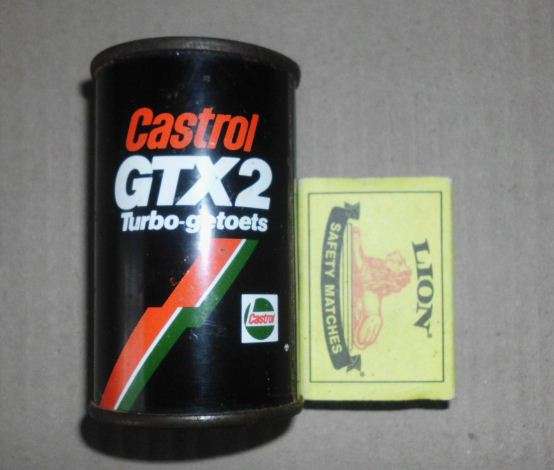 Castrol
GTX2
Turbo-getoets
Castrol
LION
SAFETY MATCHES